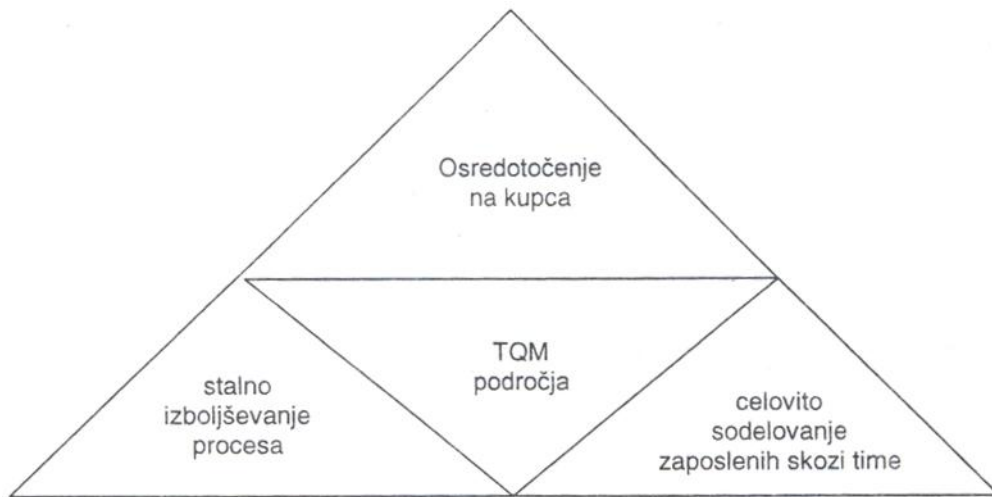 Osredotočenje
na kupca
TQM
področja
stalno
izboljševanje
procesa
celovito
sodelovanje
zaposlenih skozi time